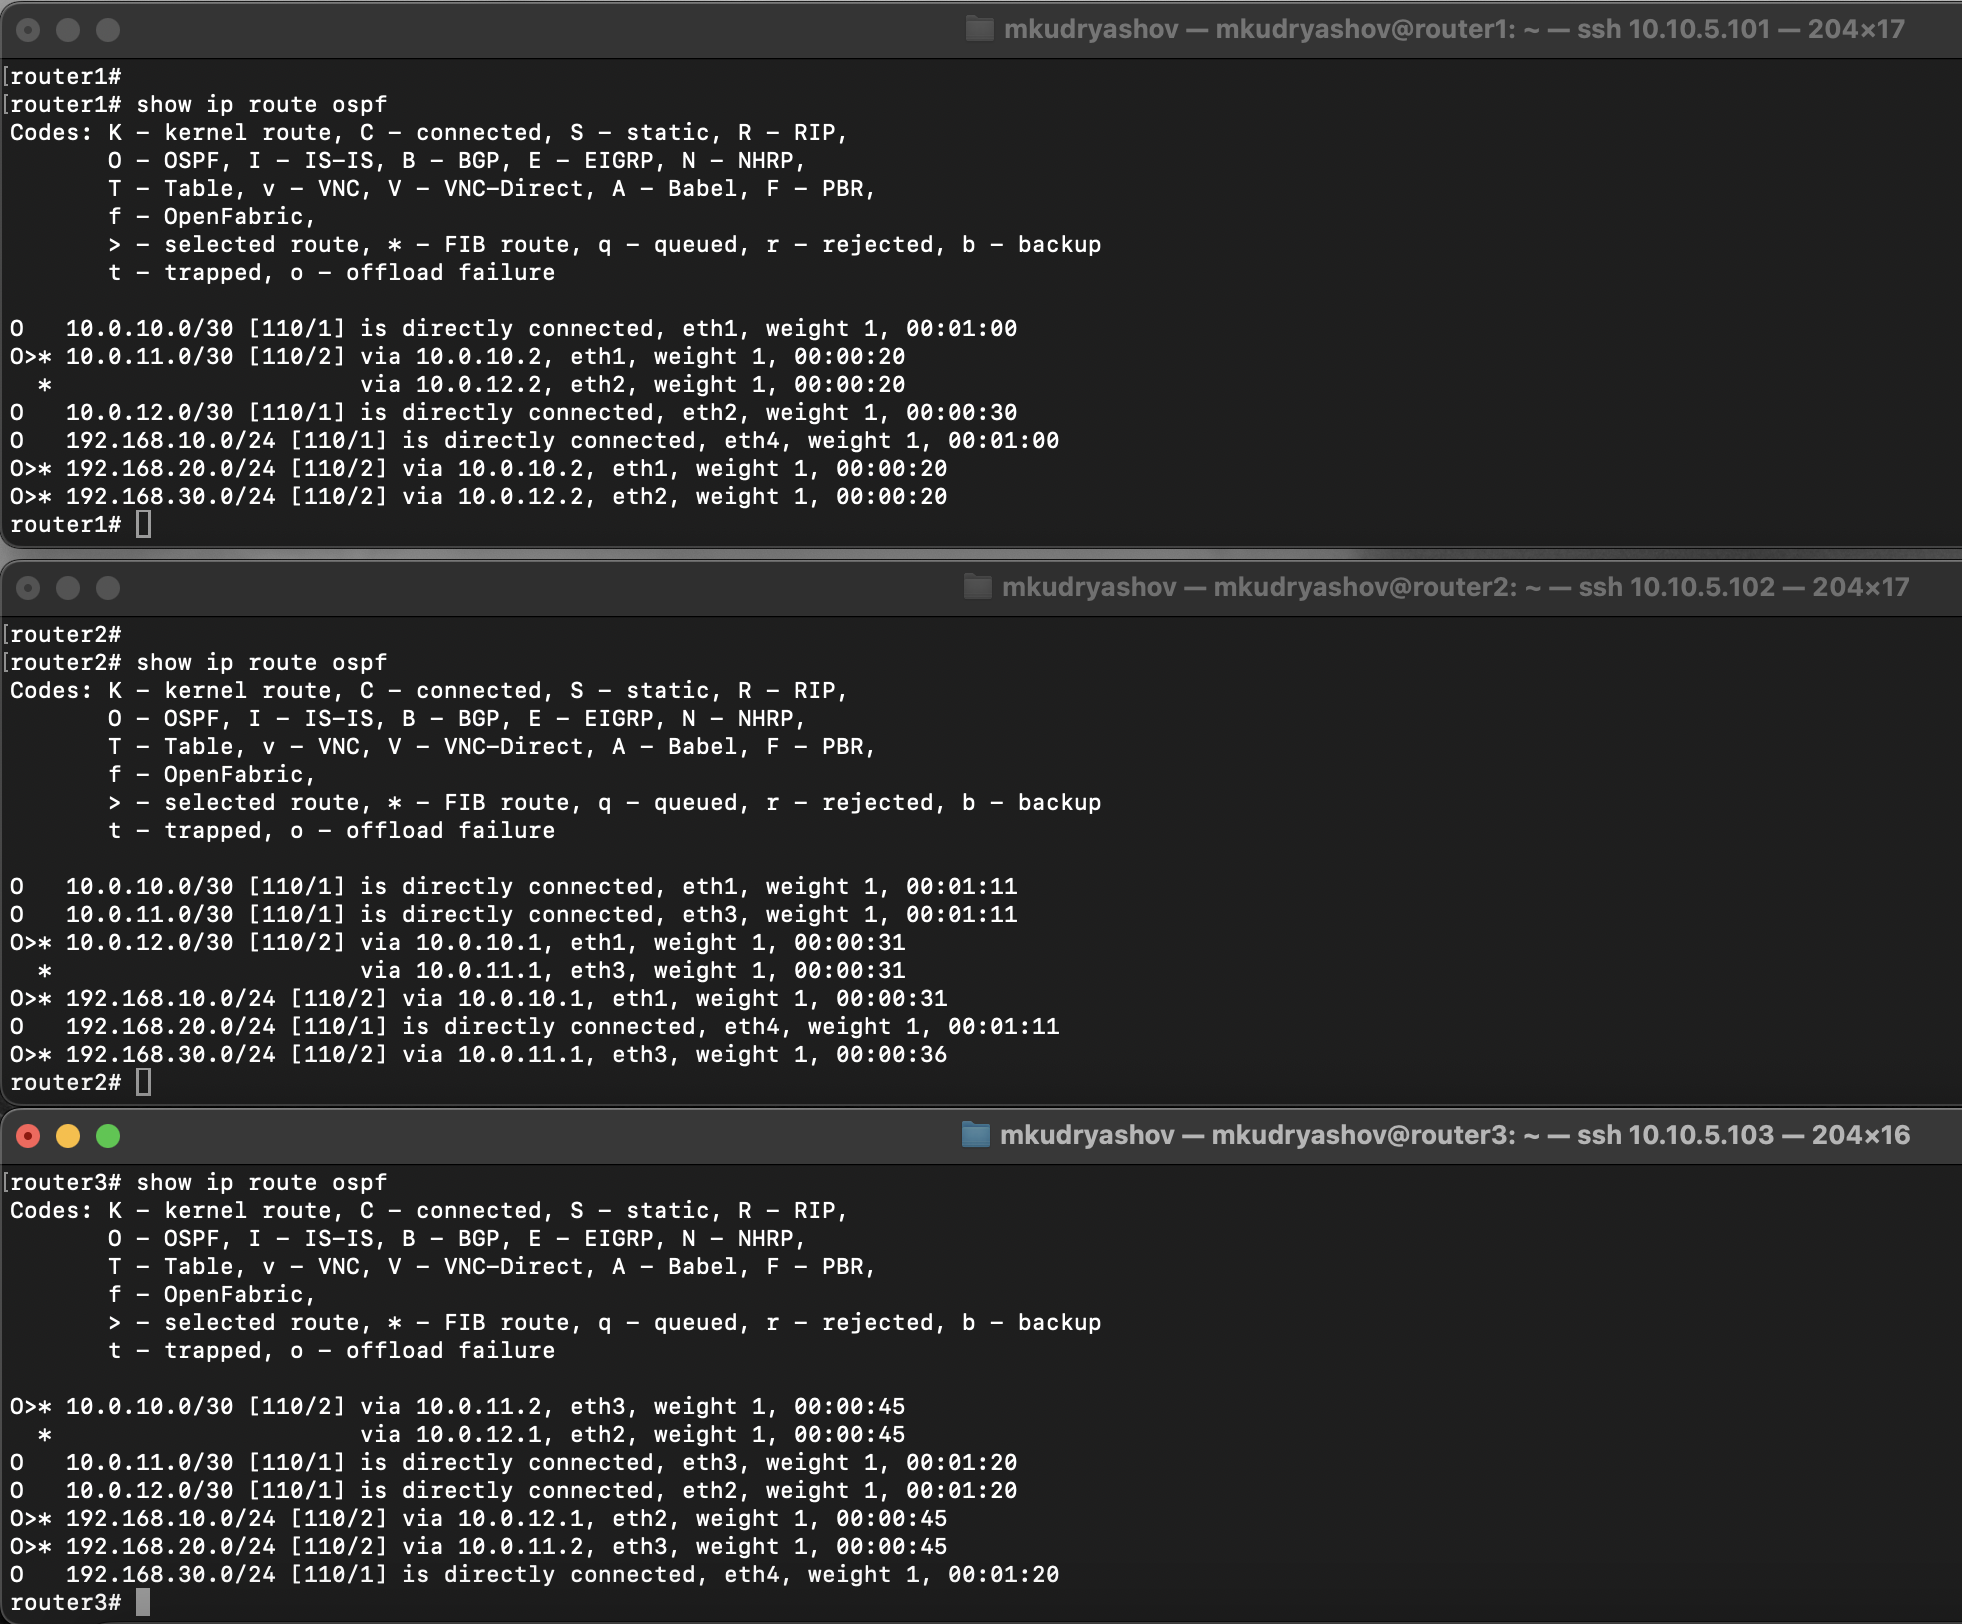 mkudryashov — mkudryashov@router1: ~ — ssh 10.10.5.101 — 204×17
[router1#
[router1# show ip route ospf
Codes: K - kernel route, C - connected, S - static, R - RIP,
       O - OSPF, I - IS-IS, B - BGP, E - EIGRP, N - NHRP,
       T - Table, v - VNC, V - VNC-Direct, A - Babel, F - PBR,
       f - OpenFabric,
       > - selected route, * - FIB route, q - queued, r - rejected, b - backup
       t - trapped, o - offload failure
O   10.0.10.0/30 [110/1] is directly connected, eth1, weight 1, 00:01:00
O>* 10.0.11.0/30 [110/2] via 10.0.10.2, eth1, weight 1, 00:00:20
  *                      via 10.0.12.2, eth2, weight 1, 00:00:20
O   10.0.12.0/30 [110/1] is directly connected, eth2, weight 1, 00:00:30
O   192.168.10.0/24 [110/1] is directly connected, eth4, weight 1, 00:01:00
O>* 192.168.20.0/24 [110/2] via 10.0.10.2, eth1, weight 1, 00:00:20
O>* 192.168.30.0/24 [110/2] via 10.0.12.2, eth2, weight 1, 00:00:20
router1#
mkudryashov — mkudryashov@router2: ~ — ssh 10.10.5.102 — 204×17
[router2#
[router2# show ip route ospf
Codes: K - kernel route, C - connected, S - static, R - RIP,
       O - OSPF, I - IS-IS, B - BGP, E - EIGRP, N - NHRP,
       T - Table, v - VNC, V - VNC-Direct, A - Babel, F - PBR,
       f - OpenFabric,
       > - selected route, * - FIB route, q - queued, r - rejected, b - backup
       t - trapped, o - offload failure
O   10.0.10.0/30 [110/1] is directly connected, eth1, weight 1, 00:01:11
O   10.0.11.0/30 [110/1] is directly connected, eth3, weight 1, 00:01:11
O>* 10.0.12.0/30 [110/2] via 10.0.10.1, eth1, weight 1, 00:00:31
  *                      via 10.0.11.1, eth3, weight 1, 00:00:31
O>* 192.168.10.0/24 [110/2] via 10.0.10.1, eth1, weight 1, 00:00:31
O   192.168.20.0/24 [110/1] is directly connected, eth4, weight 1, 00:01:11
O>* 192.168.30.0/24 [110/2] via 10.0.11.1, eth3, weight 1, 00:00:36
router2#
mkudryashov — mkudryashov@router3: ~ — ssh 10.10.5.103 — 204×16
[router3# show ip route ospf
Codes: K - kernel route, C - connected, S - static, R - RIP,
       O - OSPF, I - IS-IS, B - BGP, E - EIGRP, N - NHRP,
       T - Table, v - VNC, V - VNC-Direct, A - Babel, F - PBR,
       f - OpenFabric,
       > - selected route, * - FIB route, q - queued, r - rejected, b - backup
       t - trapped, o - offload failure
O>* 10.0.10.0/30 [110/2] via 10.0.11.2, eth3, weight 1, 00:00:45
  *                      via 10.0.12.1, eth2, weight 1, 00:00:45
O   10.0.11.0/30 [110/1] is directly connected, eth3, weight 1, 00:01:20
O   10.0.12.0/30 [110/1] is directly connected, eth2, weight 1, 00:01:20
O>* 192.168.10.0/24 [110/2] via 10.0.12.1, eth2, weight 1, 00:00:45
O>* 192.168.20.0/24 [110/2] via 10.0.11.2, eth3, weight 1, 00:00:45
O   192.168.30.0/24 [110/1] is directly connected, eth4, weight 1, 00:01:20
router3#